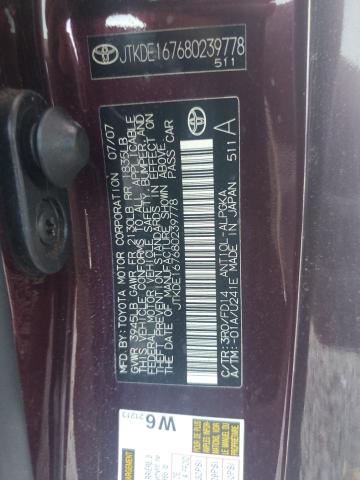 JTKDE167680239778
511
MFD.BY:TOYOTA MOTOR CORPORATION 07/07
GVWR 3945LB GAWR FR 2130LB RR 1835LB
THIS VEHICLE CONFORMS TO ALL APPLICABLE
FEDERAL MOTOR VEHICLE SAFETY, BUMPER, AND
THEFT PREVENTION STANDARDS IN EFFECT ON
THE DATE OF MANUFACTURE SHOWN ABOVE.
JTKDE167680239778 PASS CAR
A
511
C/TR:3R0/FD14 ANT10L-ALPGKA
A/TM:-01A/U241E MADE IN JAPAN
W6
21213